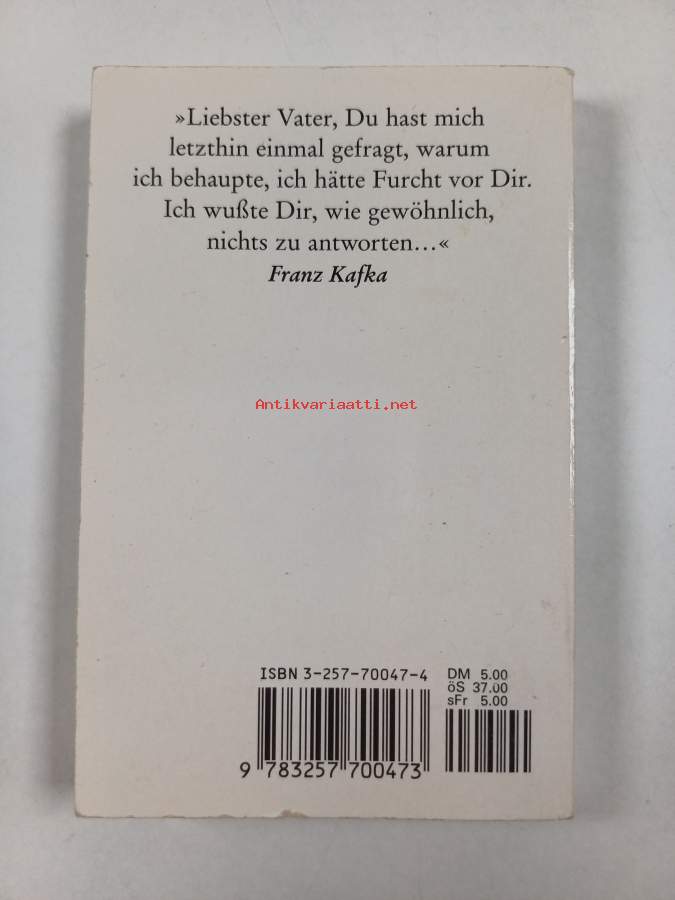 »Liebster Vater, Du hast mich
letzthin einmal gefragt, warum
ich behaupte, ich hätte Furcht vor Dir.
Ich wußte Dir, wie gewöhnlich,
nichts zu antworten...«
Franz Kafka
Antikvariaatti.net
ISBN 3-257-70047-4
DM 5.00
öS 37.00
sFr 5.00
9 783257 700473